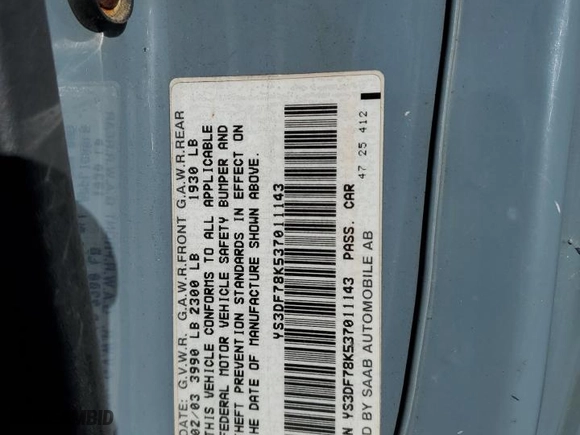 DATE: G.V.W.R. G.A.W.R.FRONT G.A.W.R.REAR
02/03 3990 LB 2300 LB 1930 LB
THIS VEHICLE CONFORMS TO ALL APPLICABLE
FEDERAL MOTOR VEHICLE SAFETY BUMPER AND
THEFT PREVENTION STANDARDS IN EFFECT ON
THE DATE OF MANUFACTURE SHOWN ABOVE.
YS3DF78K537011143
N YS3DF78K537011143 PASS. CAR
D BY SAAB AUTOMOBILE AB 47 25 412